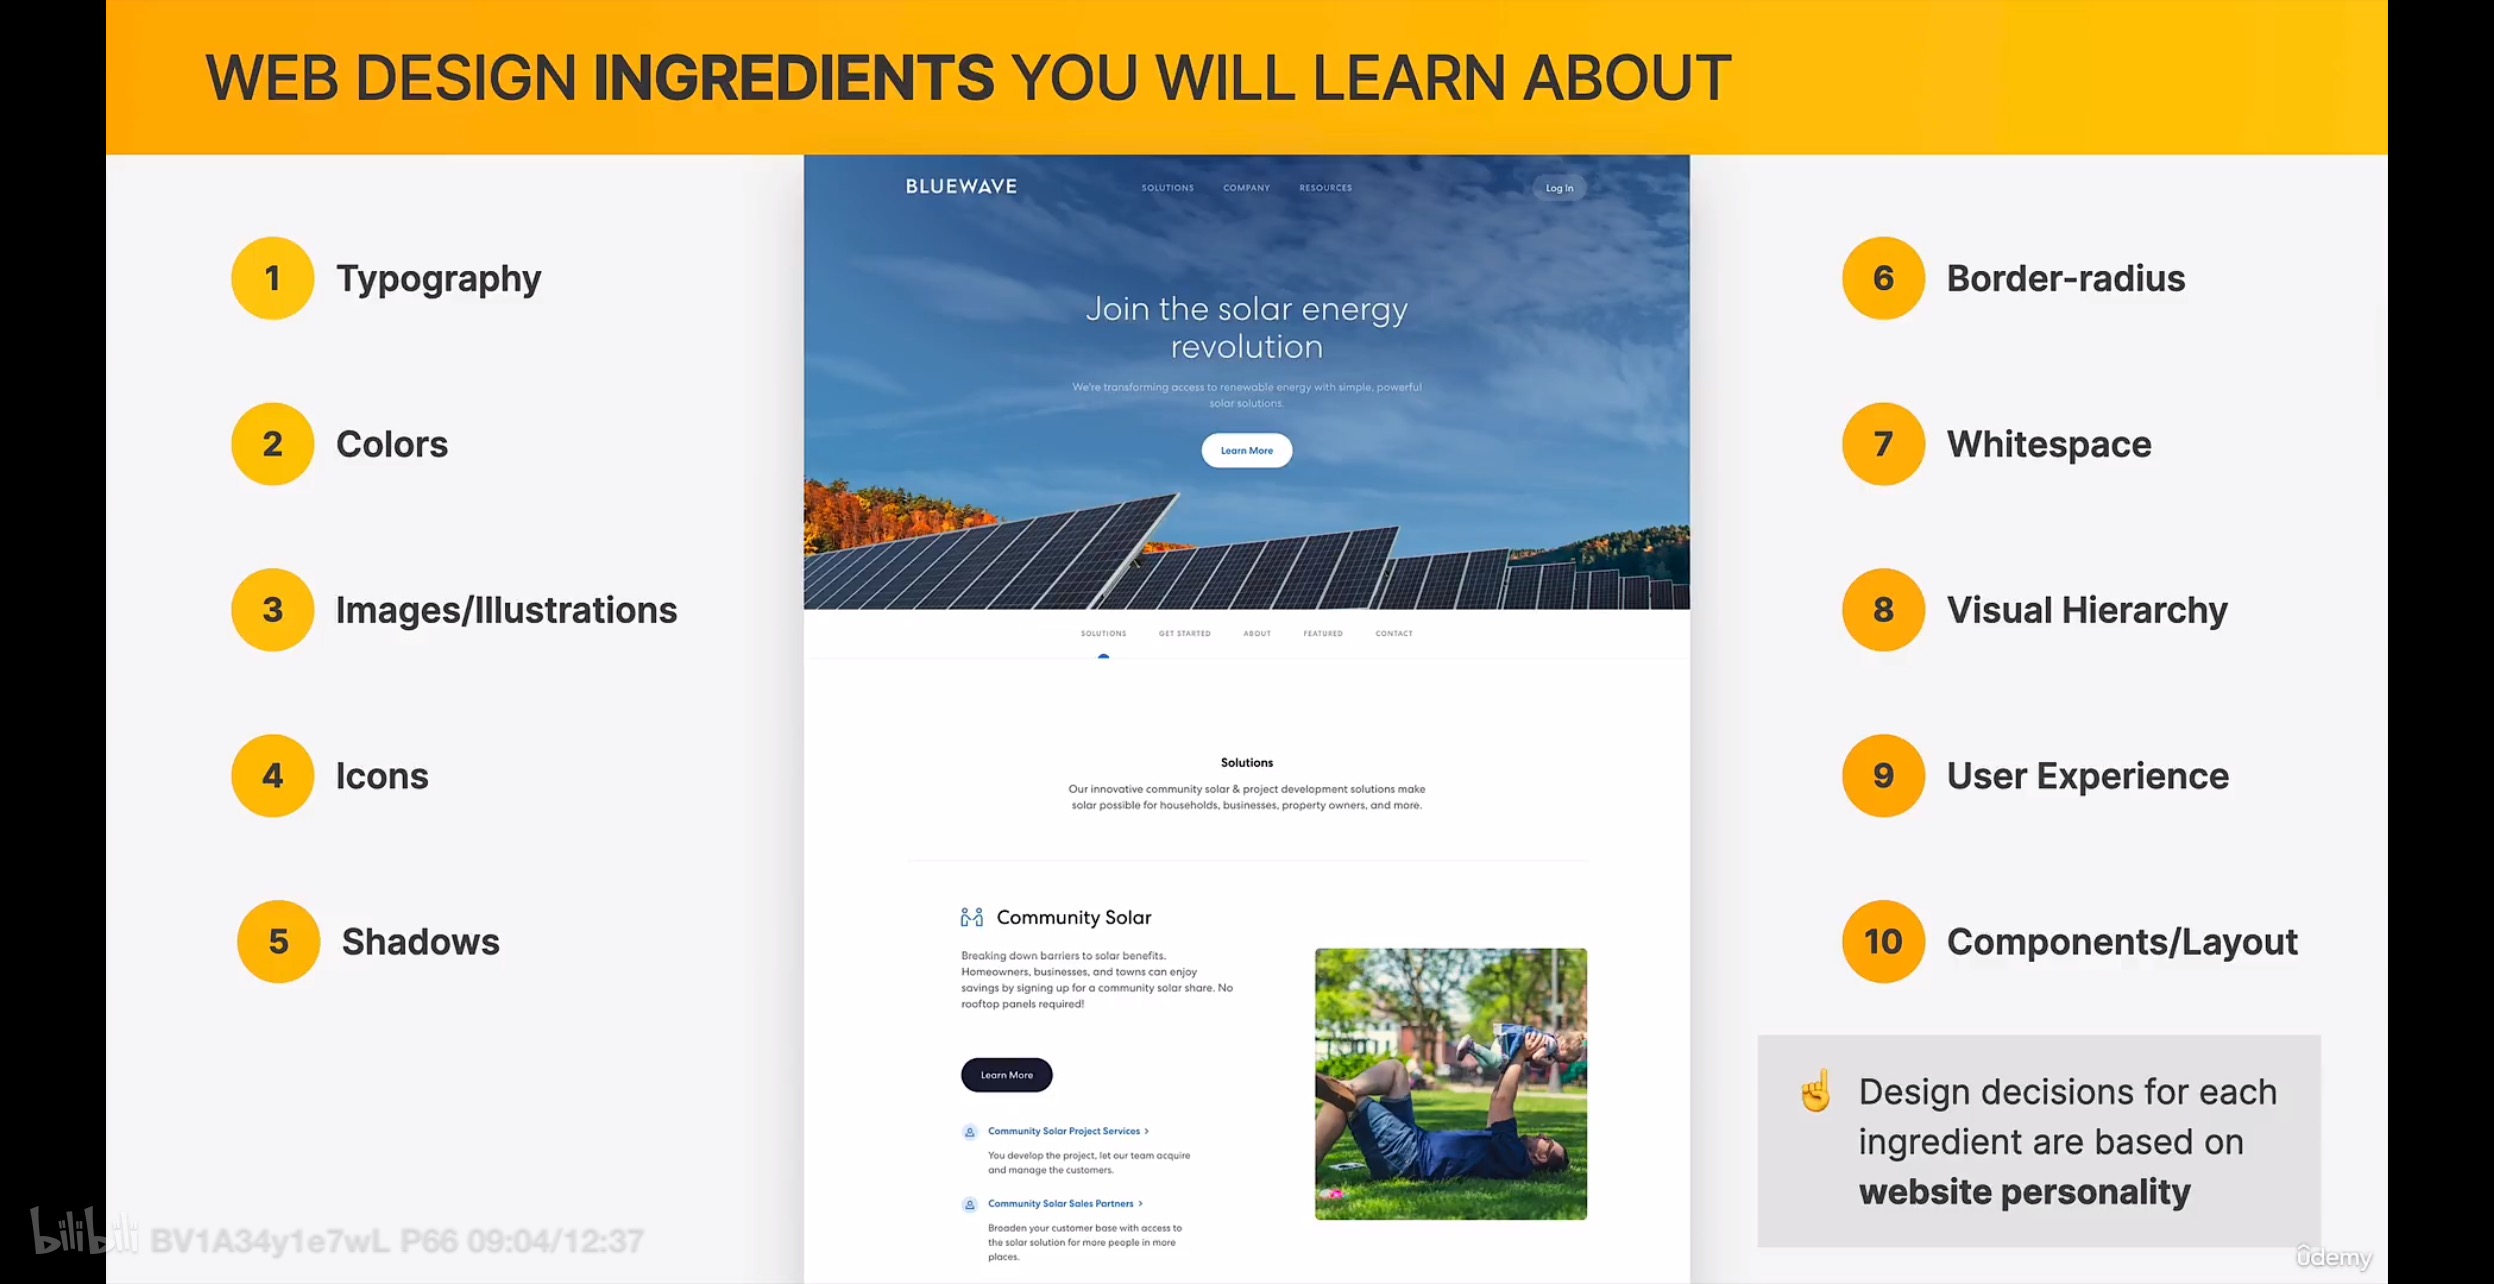 WEB DESIGN INGREDIENTS YOU WILL LEARN ABOUT
1 Typography
2 Colors
3 Images/Illustrations
4 Icons
5 Shadows
BLUEWAVE
SOLUTIONS COMPANY RESOURCES
Log In
Join the solar energy
revolution
We're transforming access to renewable energy with simple, powerful
solar solutions.
Learn More
SOLUTIONS GET STARTED ABOUT FEATURED CONTACT
Solutions
Our innovative community solar & project development solutions make
solar possible for households, businesses, property owners, and more.
Community Solar
Breaking down barriers to solar benefits.
Homeowners, businesses, and towns can enjoy
savings by signing up for a community solar share. No
rooftop panels required!
Learn More
Community Solar Project Services >
You develop the project, let our team acquire
and manage the customers.
Community Solar Sales Partners >
Broaden your customer base with access to
the solar solution for more people in more
places.
6 Border-radius
7 Whitespace
8 Visual Hierarchy
9 User Experience
10 Components/Layout
☝️ Design decisions for each
ingredient are based on
website personality
bilibili BV1A34y1e7wL P66 09:04/12:37
ûdemy